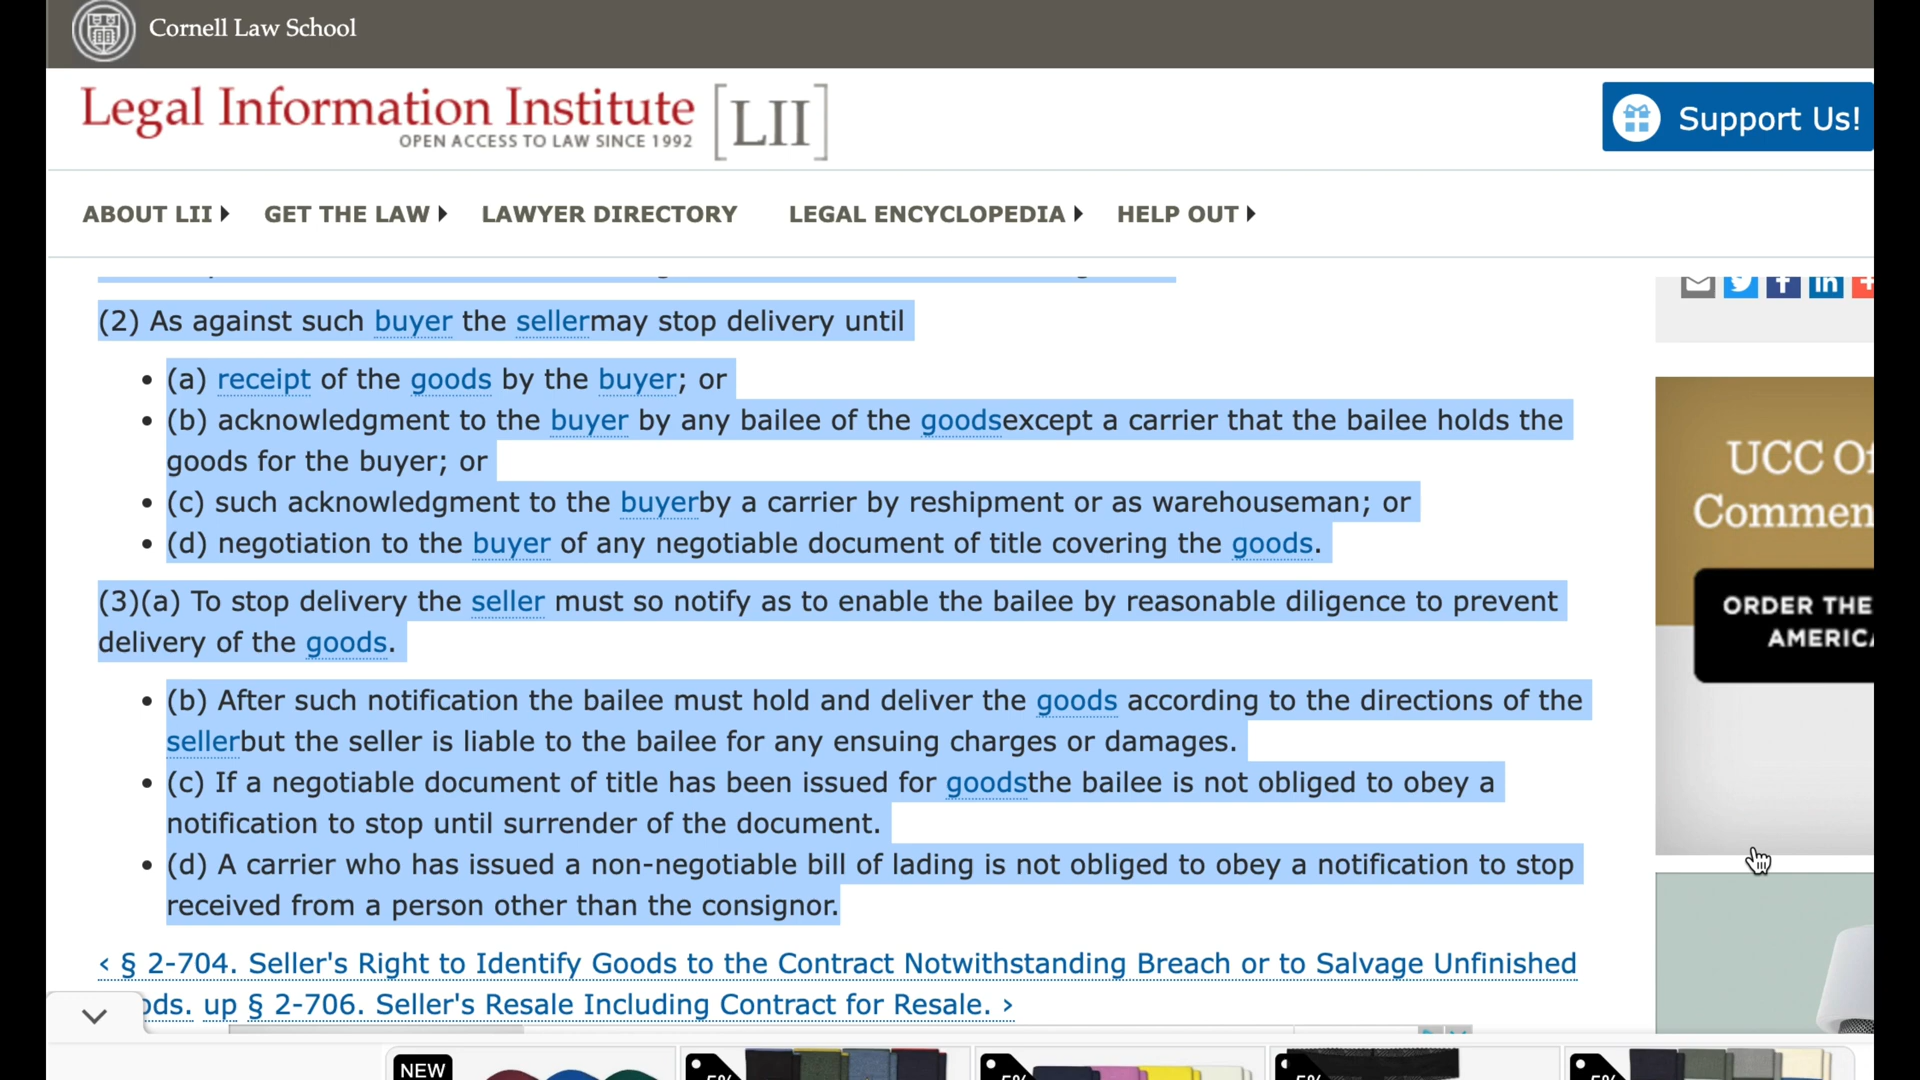 Cornell Law School
Legal Information Institute [LII]
OPEN ACCESS TO LAW SINCE 1992
Support Us!
ABOUT LII GET THE LAW LAWYER DIRECTORY LEGAL ENCYCLOPEDIA HELP OUT
(2) As against such buyer the sellermay stop delivery until
• (a) receipt of the goods by the buyer; or
• (b) acknowledgment to the buyer by any bailee of the goodsexcept a carrier that the bailee holds the
goods for the buyer; or
• (c) such acknowledgment to the buyerby a carrier by reshipment or as warehouseman; or
• (d) negotiation to the buyer of any negotiable document of title covering the goods.
(3)(a) To stop delivery the seller must so notify as to enable the bailee by reasonable diligence to prevent
delivery of the goods.
• (b) After such notification the bailee must hold and deliver the goods according to the directions of the
sellerbut the seller is liable to the bailee for any ensuing charges or damages.
• (c) If a negotiable document of title has been issued for goodsthe bailee is not obliged to obey a
notification to stop until surrender of the document.
• (d) A carrier who has issued a non-negotiable bill of lading is not obliged to obey a notification to stop
received from a person other than the consignor.
‹ § 2-704. Seller's Right to Identify Goods to the Contract Notwithstanding Breach or to Salvage Unfinished
ods. up § 2-706. Seller's Resale Including Contract for Resale. ›
UCC Of
Commen
ORDER THE
AMERICA
NEW